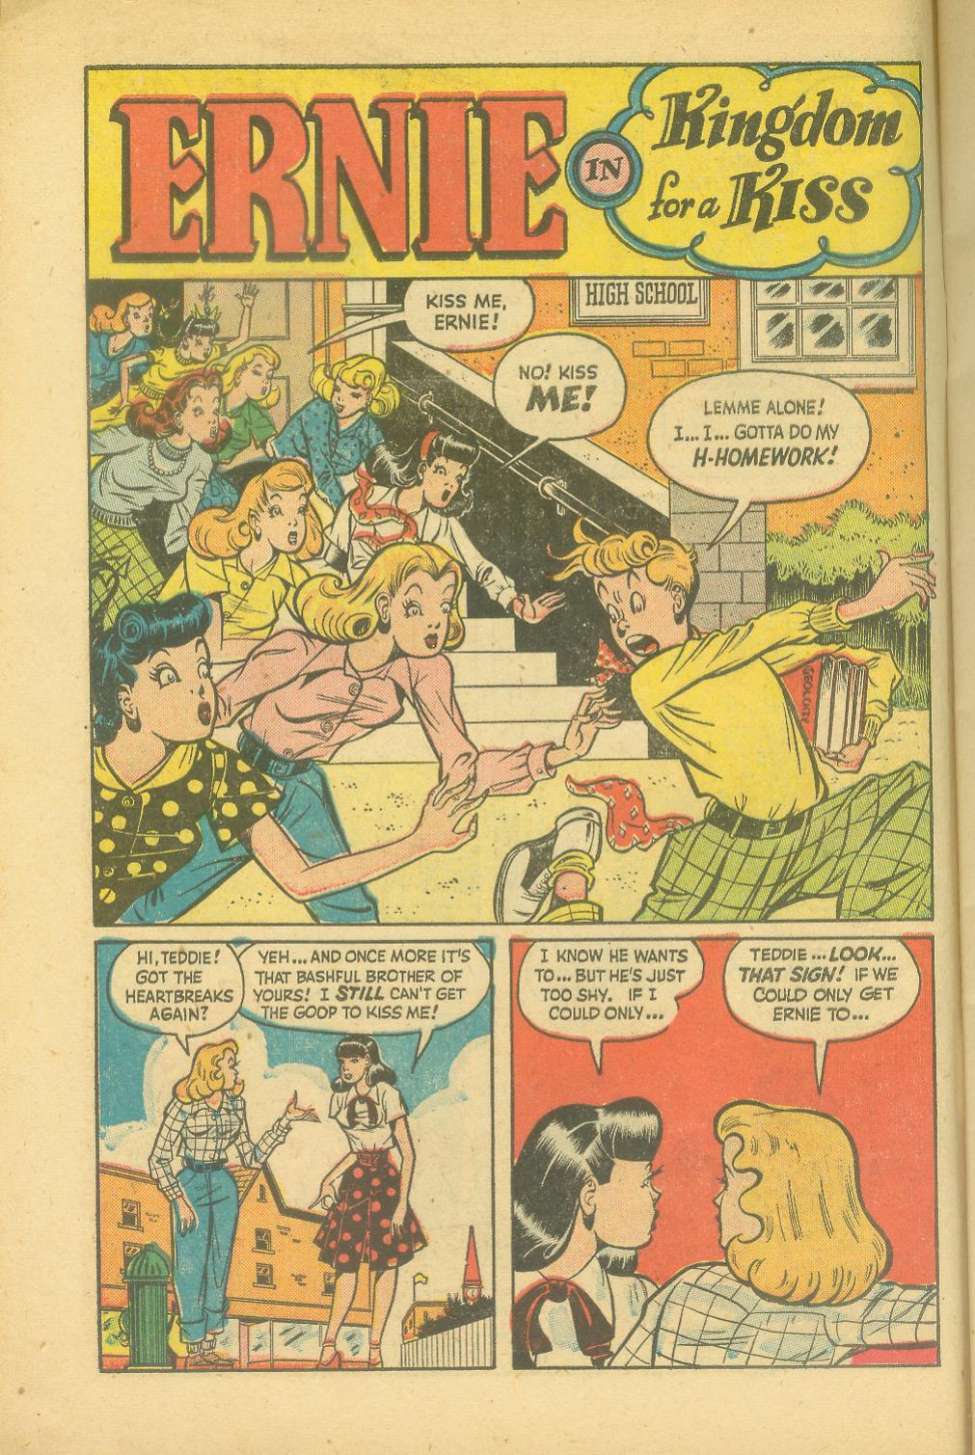 ERNIE
IN
Kingdom
for a KISS
HIGH SCHOOL
KISS ME,
ERNIE!
NO! KISS
ME!
LEMME ALONE!
I... I... GOTTA DO MY
H-HOMEWORK!
GEOLOGY
HI, TEDDIE!
GOT THE
HEARTBREAKS
AGAIN?
YEH... AND ONCE MORE IT'S
THAT BASHFUL BROTHER OF
YOURS! I STILL CAN'T GET
THE GOOP TO KISS ME!
I KNOW HE WANTS
TO... BUT HE'S JUST
TOO SHY. IF I
COULD ONLY...
TEDDIE... LOOK...
THAT SIGN! IF WE
COULD ONLY GET
ERNIE TO...